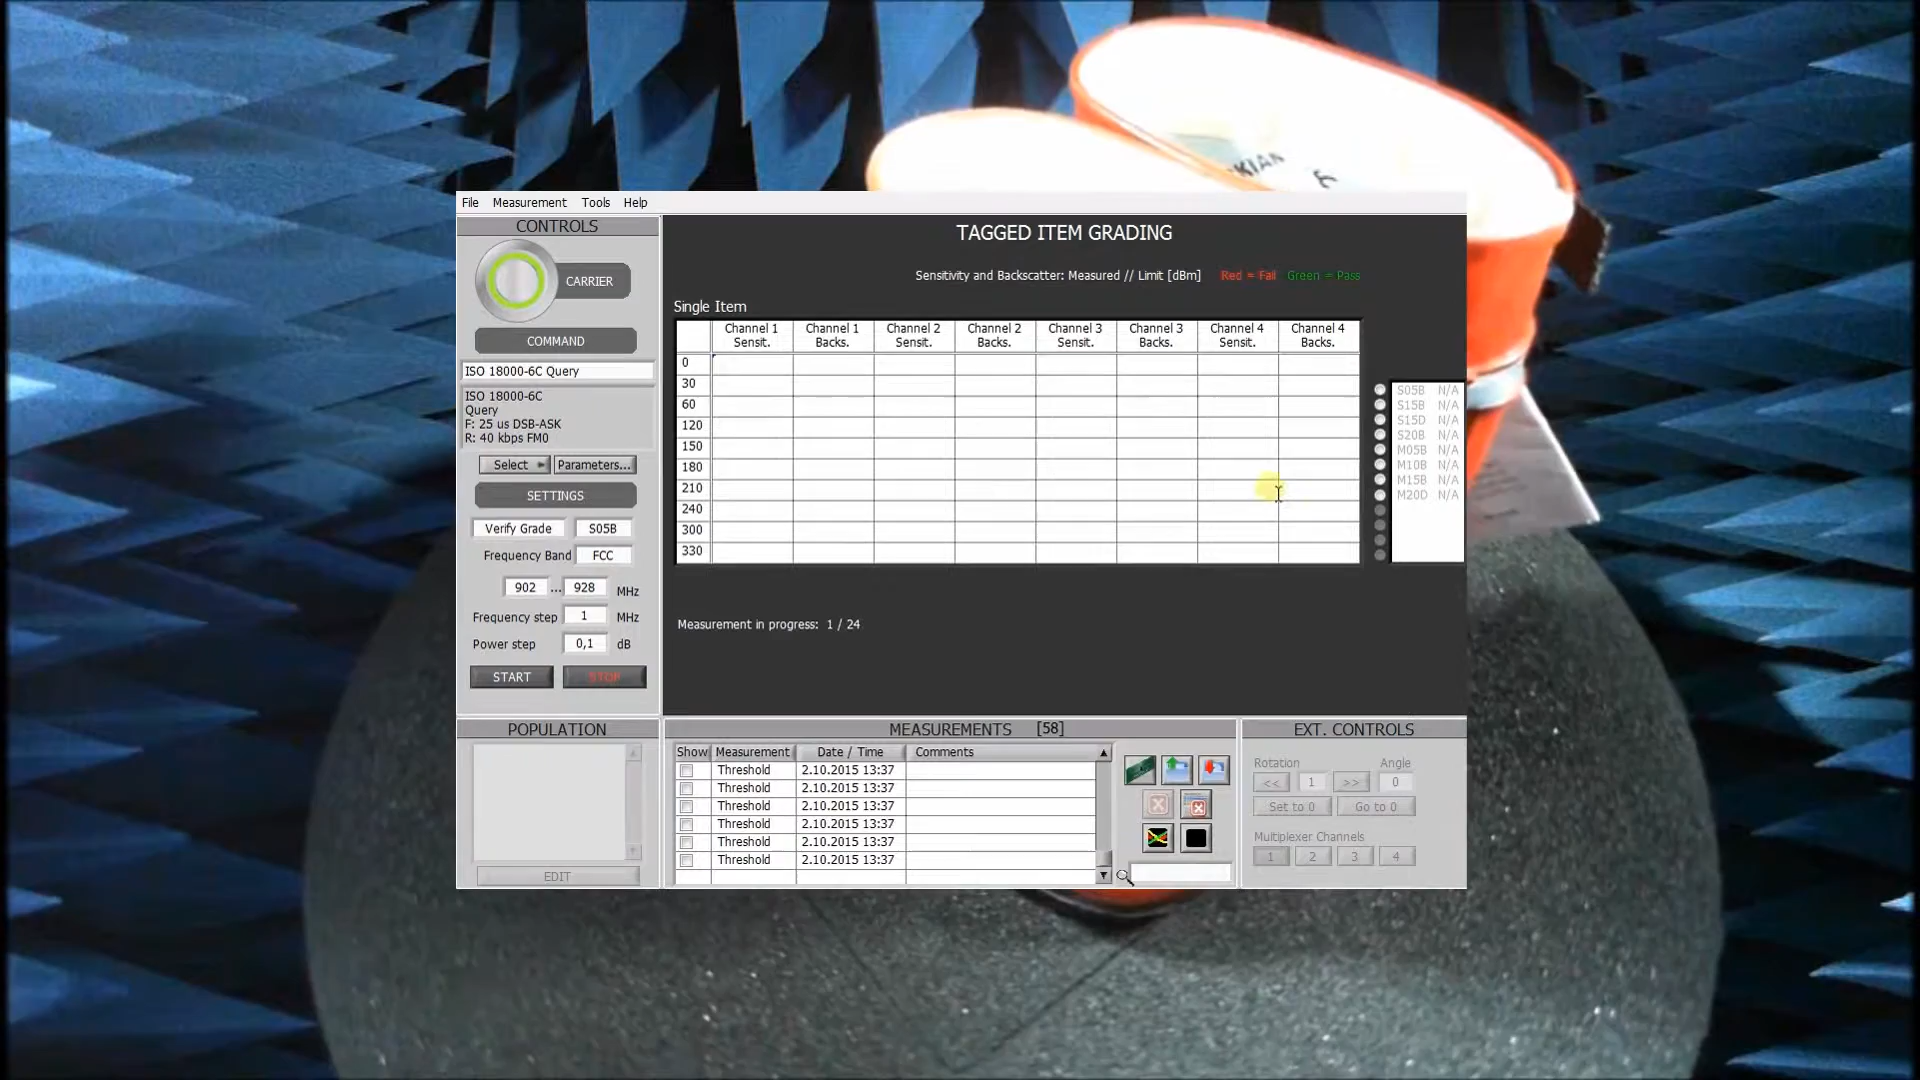 KIAN
File Measurement Tools Help
CONTROLS
CARRIER
COMMAND
ISO 18000-6C Query
ISO 18000-6C
Query
F: 25 us DSB-ASK
R: 40 kbps FM0
Select Parameters...
SETTINGS
Verify Grade S05B
Frequency Band FCC
902 ... 928 MHz
Frequency step 1 MHz
Power step 0,1 dB
START STOP
TAGGED ITEM GRADING
Sensitivity and Backscatter: Measured // Limit [dBm] Red = Fail Green = Pass
Single Item
Channel 1 Sensit. Channel 1 Backs. Channel 2 Sensit. Channel 2 Backs. Channel 3 Sensit. Channel 3 Backs. Channel 4 Sensit. Channel 4 Backs.
0
30
60
120
150
180
210
240
300
330
S05B N/A
S15B N/A
S15D N/A
S20B N/A
M05B N/A
M10B N/A
M15B N/A
M20D N/A
Measurement in progress: 1 / 24
POPULATION
EDIT
MEASUREMENTS [58]
Show Measurement Date / Time Comments
Threshold 2.10.2015 13:37
Threshold 2.10.2015 13:37
Threshold 2.10.2015 13:37
Threshold 2.10.2015 13:37
Threshold 2.10.2015 13:37
Threshold 2.10.2015 13:37
EXT. CONTROLS
Rotation Angle
<< 1 >> 0
Set to 0 Go to 0
Multiplexer Channels
1 2 3 4